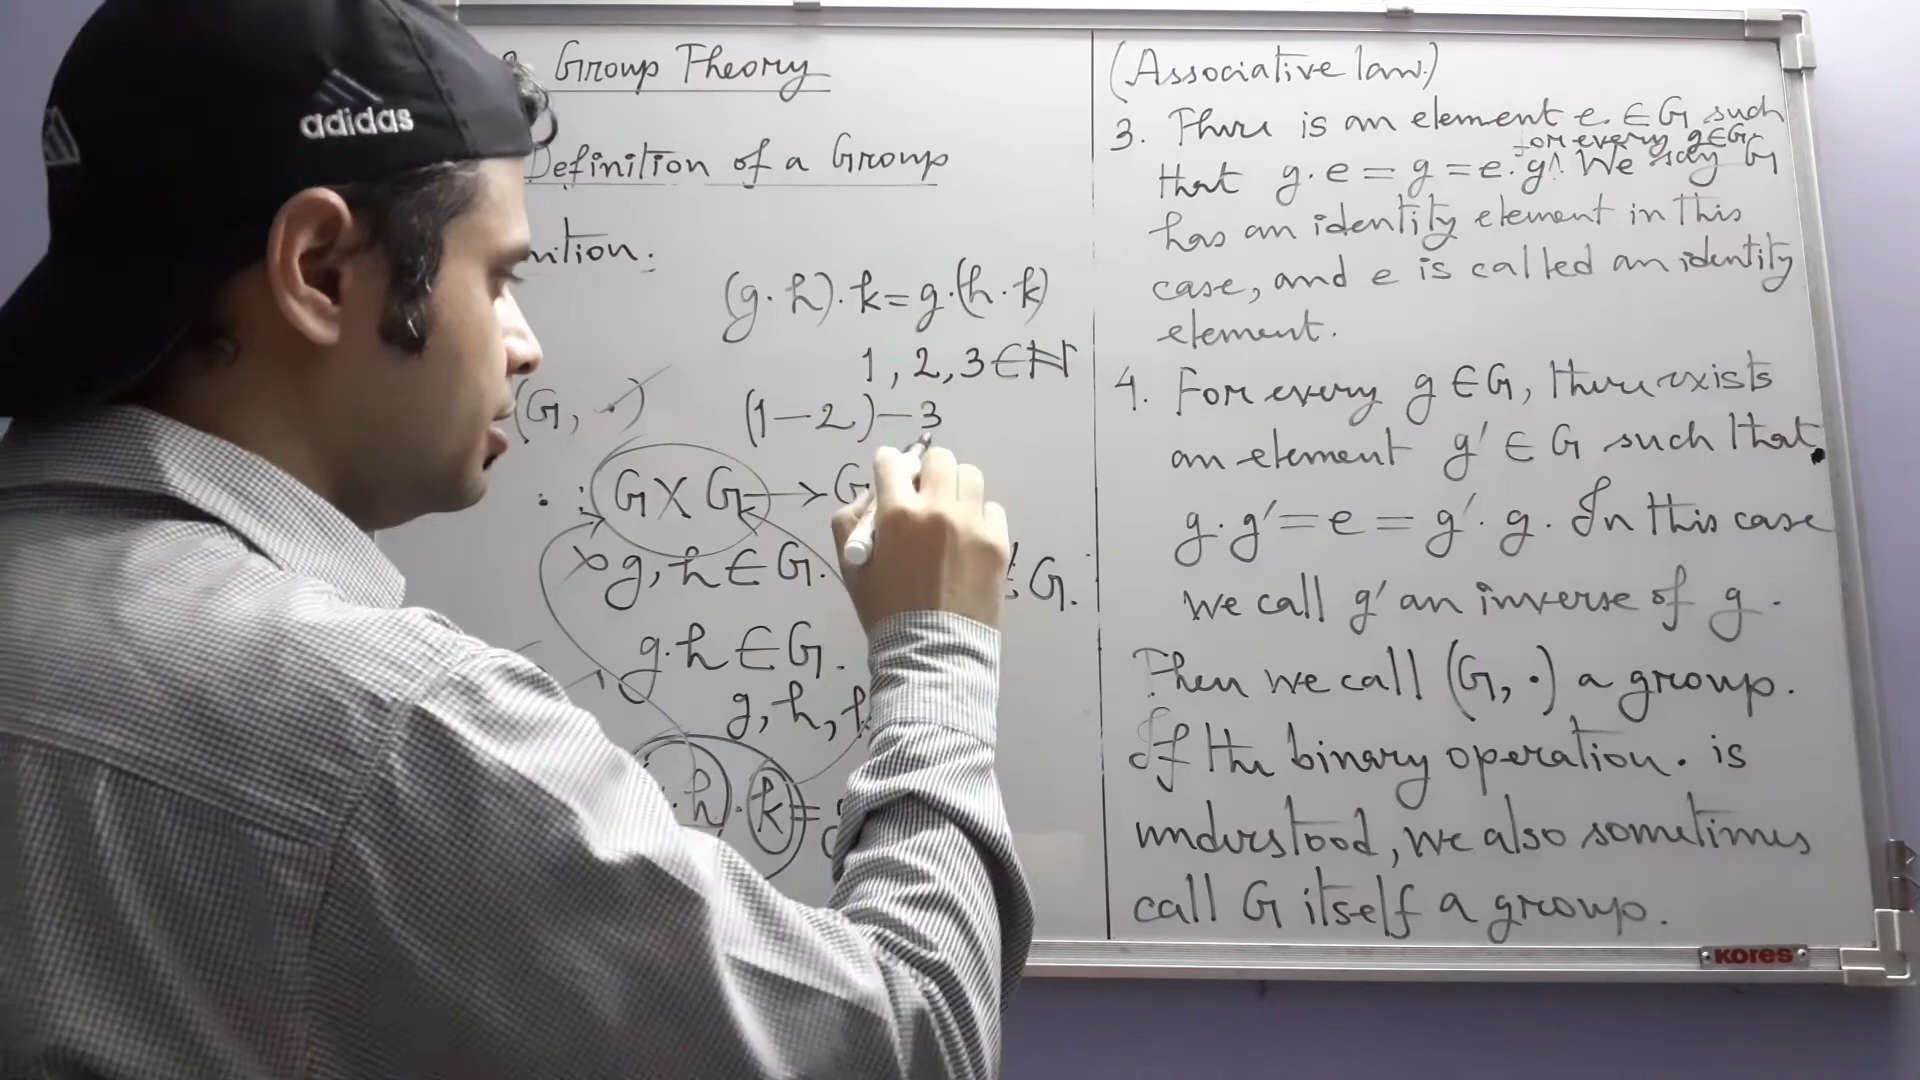 Group Theory
Definition of a Group
nition.
(g·h)·k=g·(h·k)
1, 2, 3∈ℕ
(G, ·)
(1-2)-3
· : G×G→G
g, h∈G.
G.
g·h∈G.
g, h,
·h)·k=
(Associative law.)
3. There is an element e ∈G such
for every g∈G
that g·e=g=e·g^. We say G
has an identity element in this
case, and e is called an identity
element.
4. For every g∈G, there exists
an element g'∈G such that
g·g'=e=g'·g. In this case
we call g' an inverse of g.
Then we call (G, ·) a group.
If the binary operation · is
understood, we also sometimes
call G itself a group.
adidas
KORES